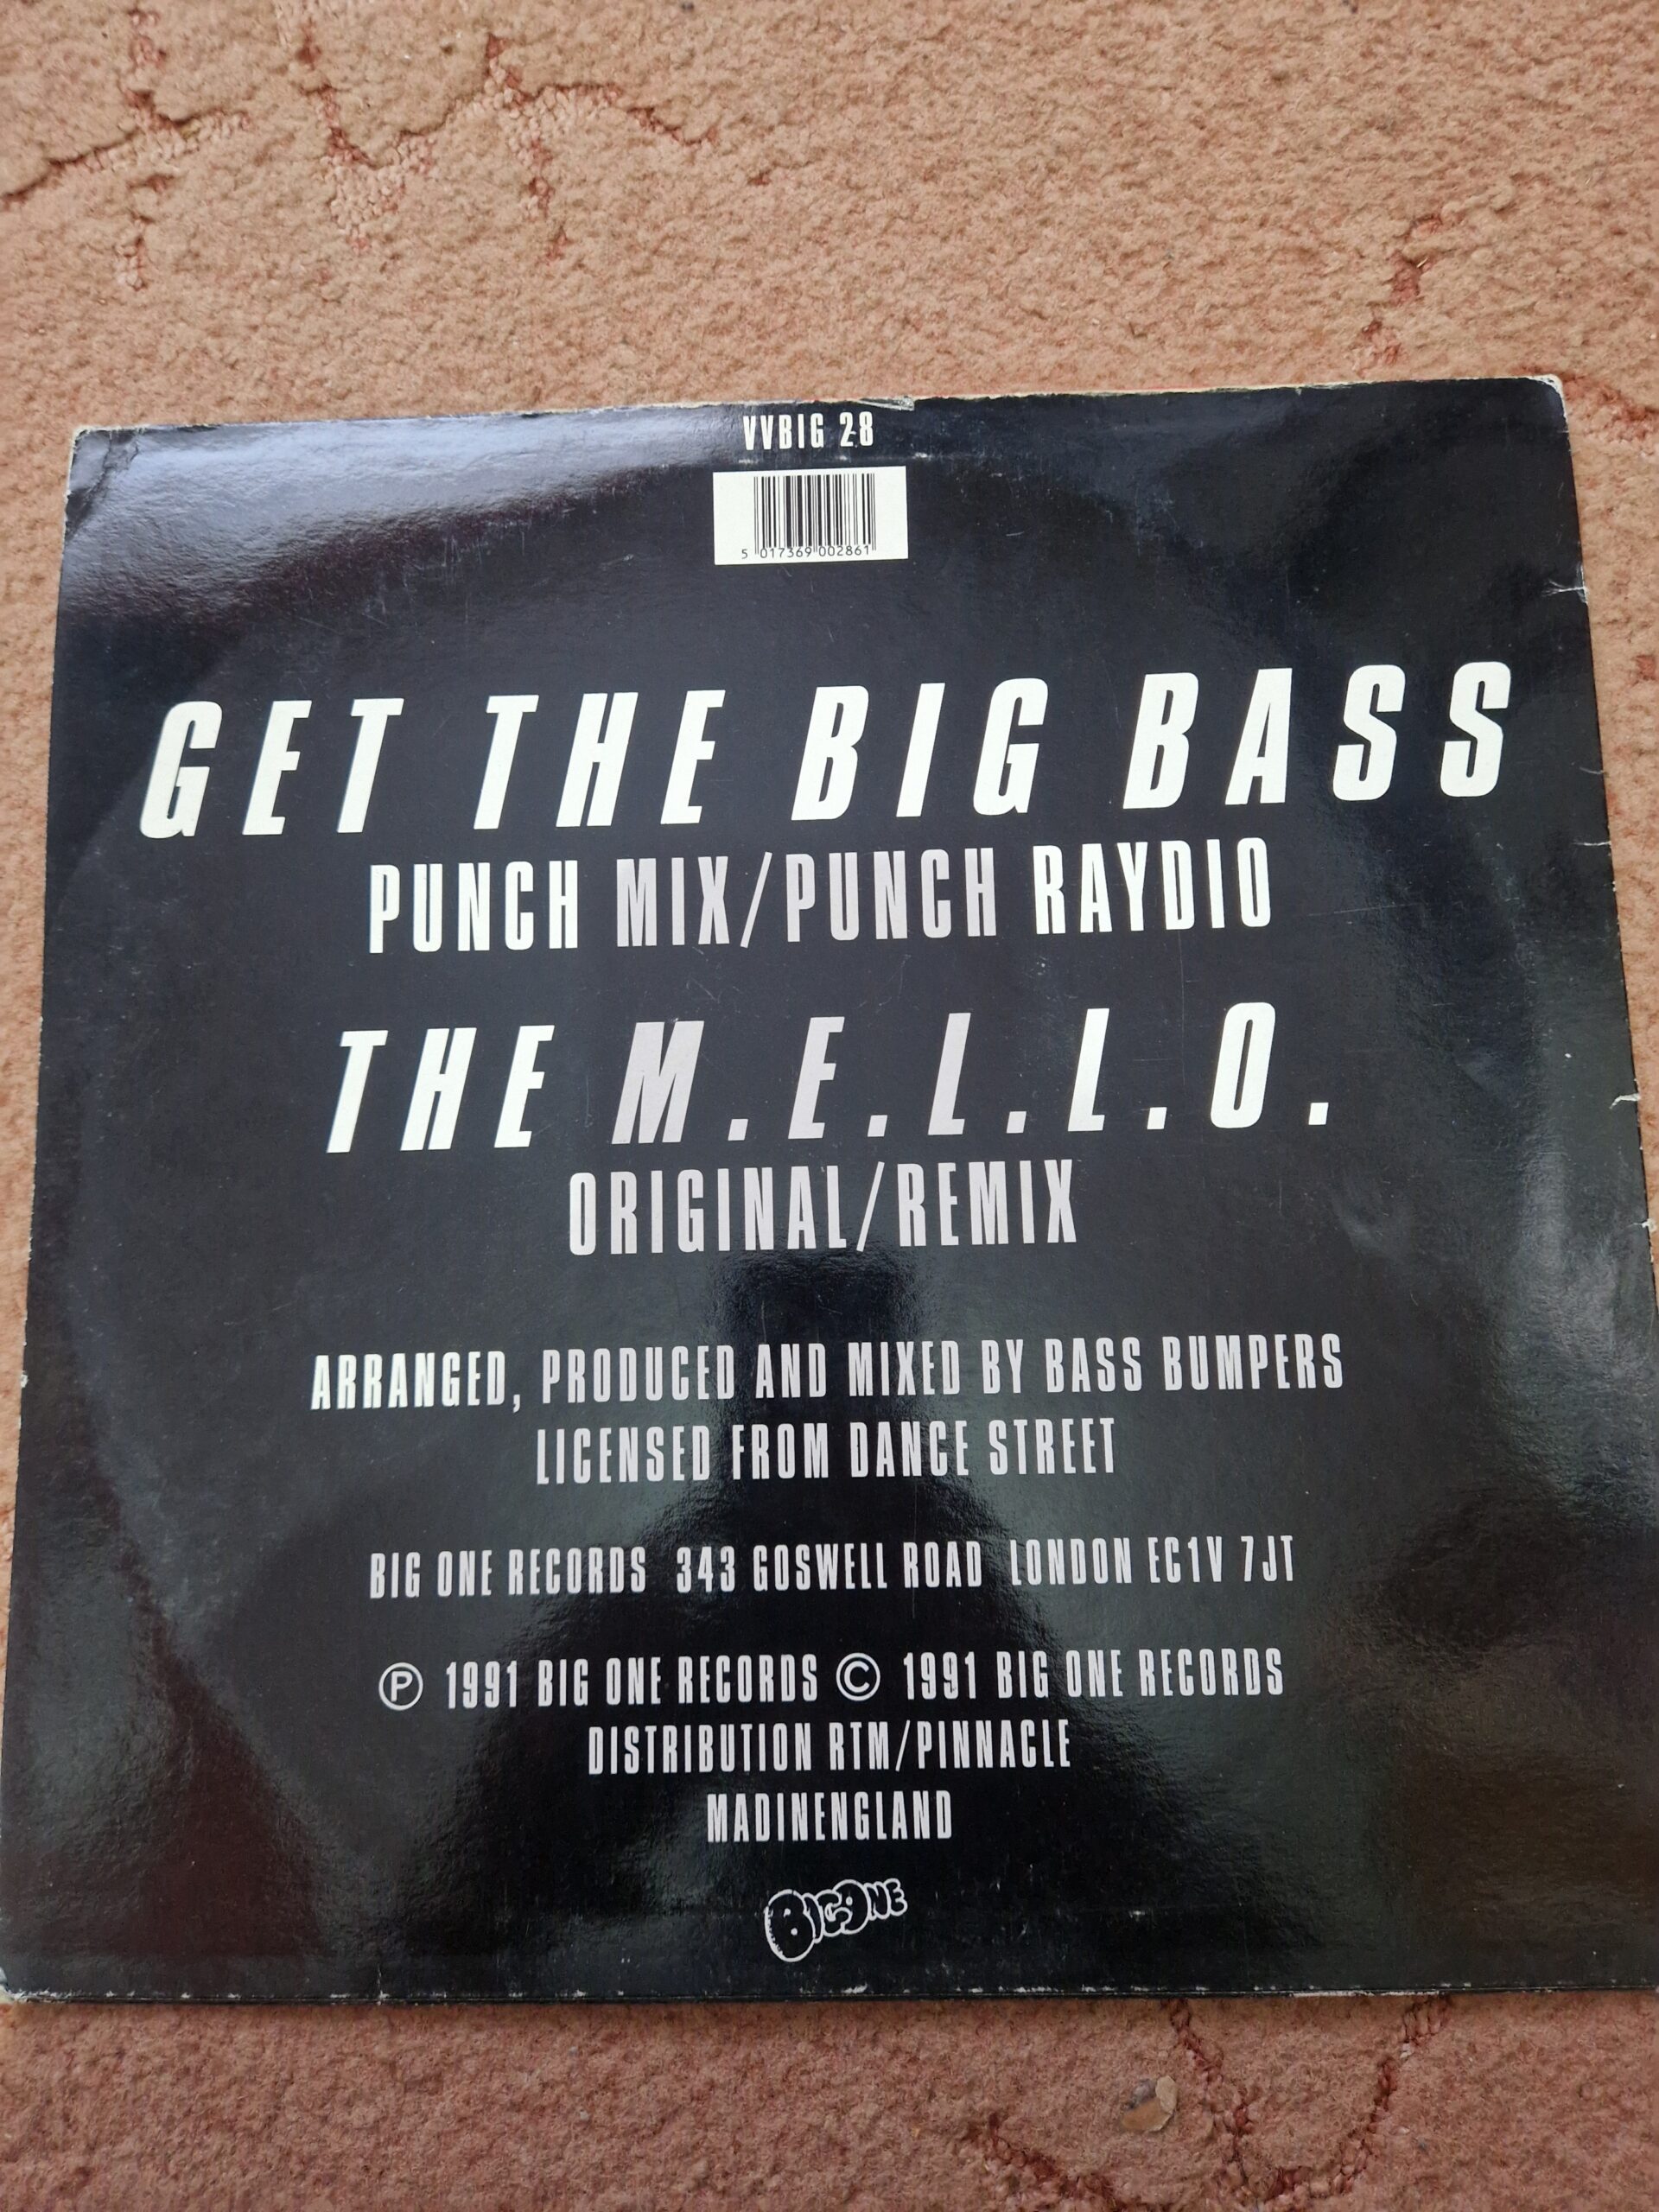 VVBIG 28
5 017369 002861
GET THE BIG BASS
PUNCH MIX/PUNCH RAYDIO
THE M.E.L.L.O.
ORIGINAL/REMIX
ARRANGED, PRODUCED AND MIXED BY BASS BUMPERS
LICENSED FROM DANCE STREET
BIG ONE RECORDS 343 GOSWELL ROAD LONDON EC1V 7JT
Ⓟ 1991 BIG ONE RECORDS © 1991 BIG ONE RECORDS
DISTRIBUTION RTM/PINNACLE
MADINENGLAND
BIG ONE